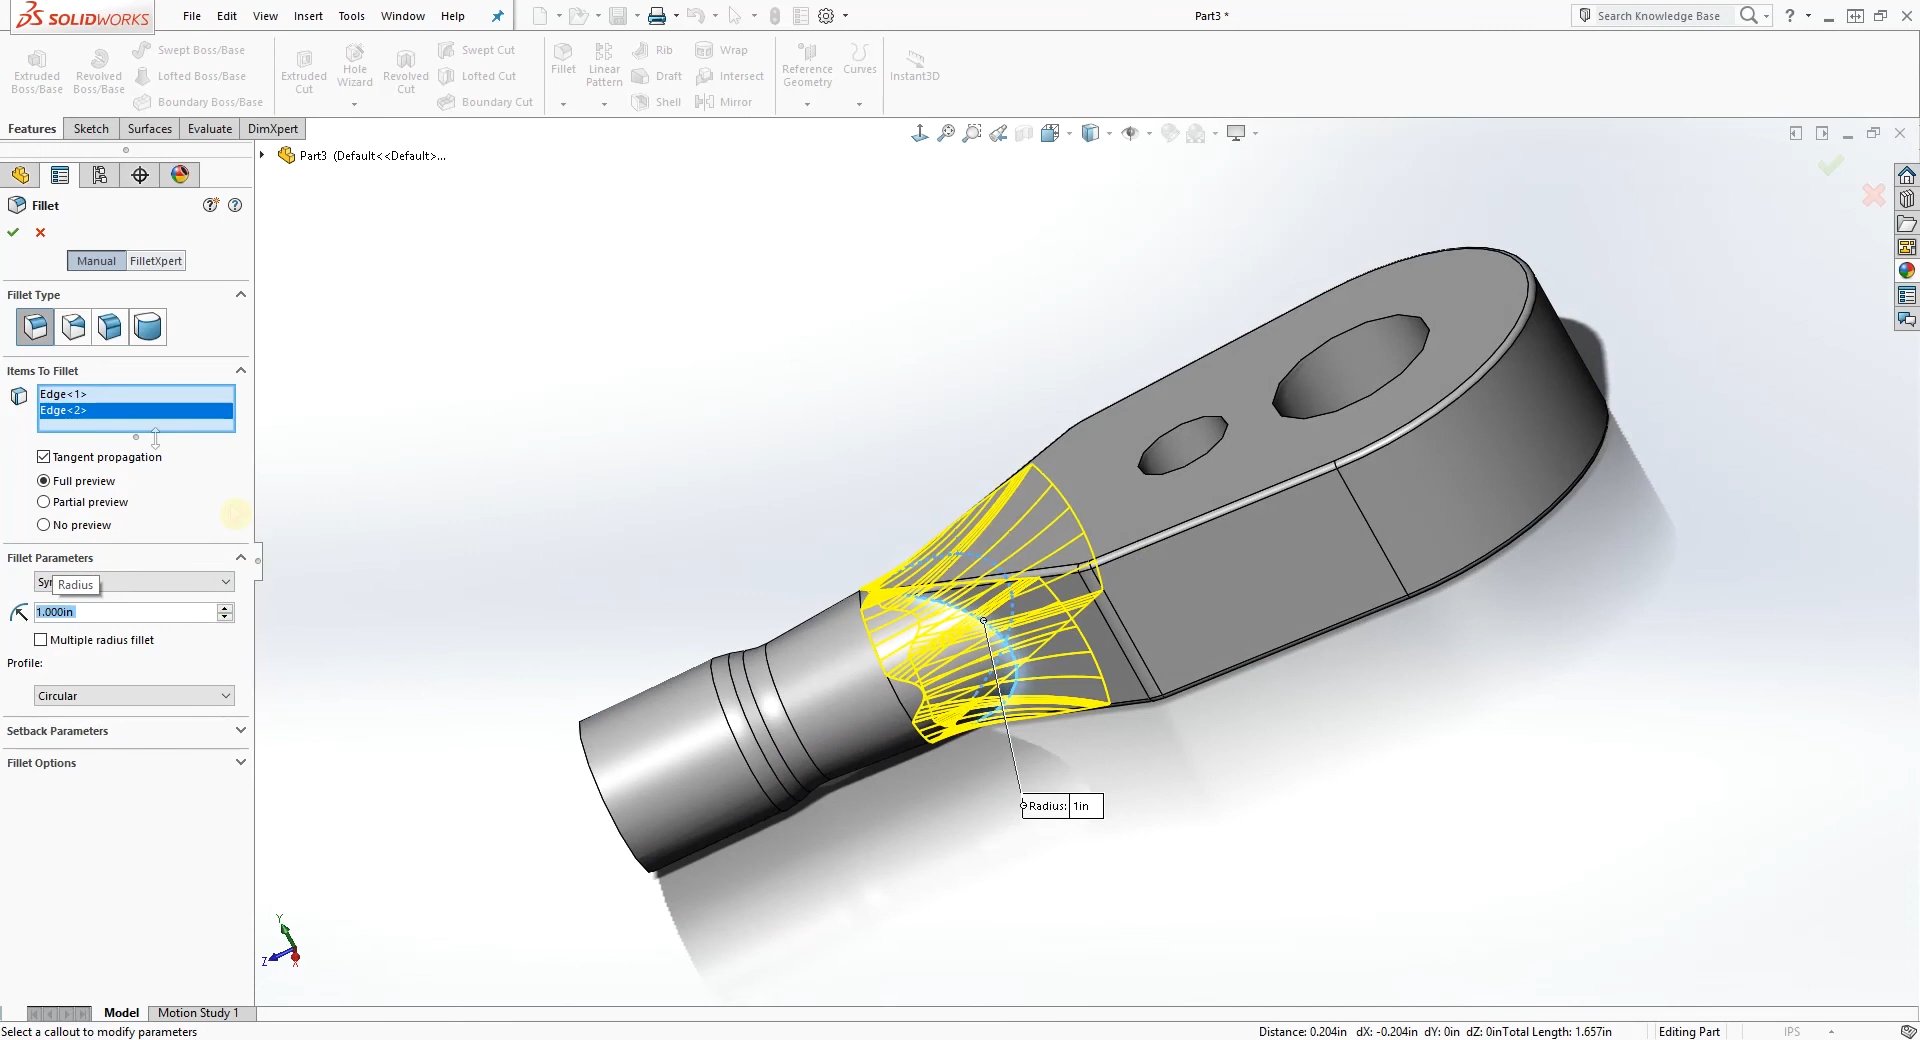 SOLIDWORKS File Edit View Insert Tools Window Help Part3 * Search Knowledge Base ?
Extruded Boss/Base
Revolved Boss/Base
Swept Boss/Base
Lofted Boss/Base
Boundary Boss/Base
Extruded Cut
Hole Wizard
Revolved Cut
Swept Cut
Lofted Cut
Boundary Cut
Fillet
Linear Pattern
Rib
Draft
Shell
Wrap
Intersect
Mirror
Reference Geometry
Curves
Instant3D
Features Sketch Surfaces Evaluate DimXpert
Part3 (Default<<Default>...
Fillet
Manual FilletXpert
Fillet Type
Items To Fillet
Edge<1>
Edge<2>
Tangent propagation
Full preview
Partial preview
No preview
Fillet Parameters
Radius
1.000in
Multiple radius fillet
Profile:
Circular
Setback Parameters
Fillet Options
Radius: 1in
Y
Z
X
Model Motion Study 1
Select a callout to modify parameters Distance: 0.204in dX: -0.204in dY: 0in dZ: 0inTotal Length: 1.657in Editing Part IPS